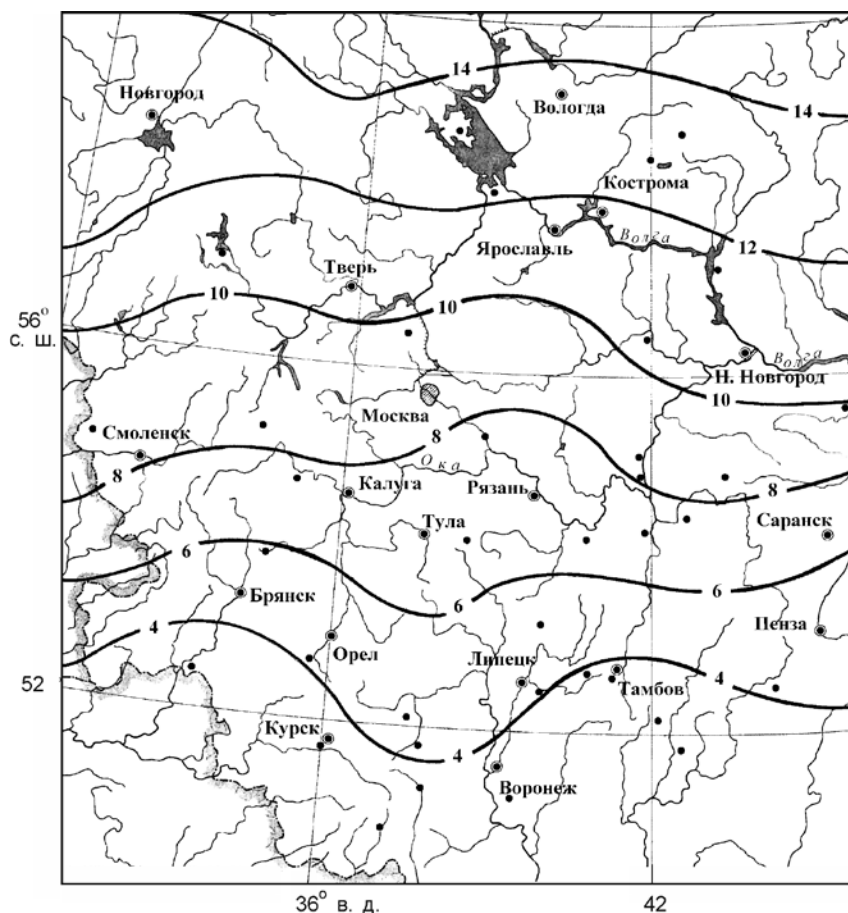 14
Новгород
Вологда
14
Кострома
Волга
Ярославль
12
Тверь
10
10
56°
с. ш.
Волга
Н. Новгород
10
Москва
8
Смоленск
8
Ока
8
Калуга
Рязань
Тула
Саранск
6
6
6
Брянск
Пенза
4
Орел
Липецк
52
Тамбов
4
Курск
4
Воронеж
36° в. д.
42